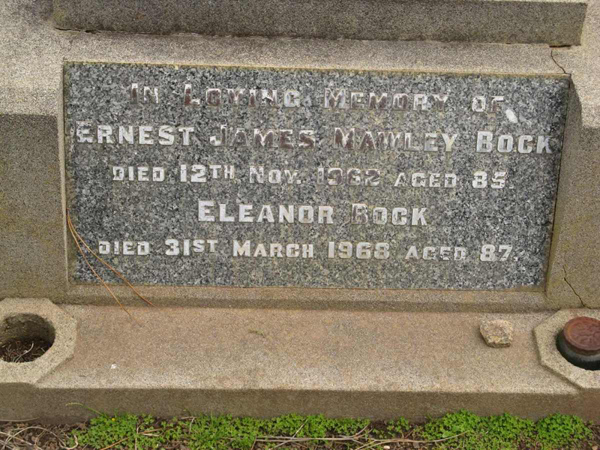 IN LOVING MEMORY OF
ERNEST JAMES MAWLEY BOCK
DIED 12TH NOV. 1962 AGED 85.
ELEANOR BOCK
DIED 31ST MARCH 1968 AGED 87.